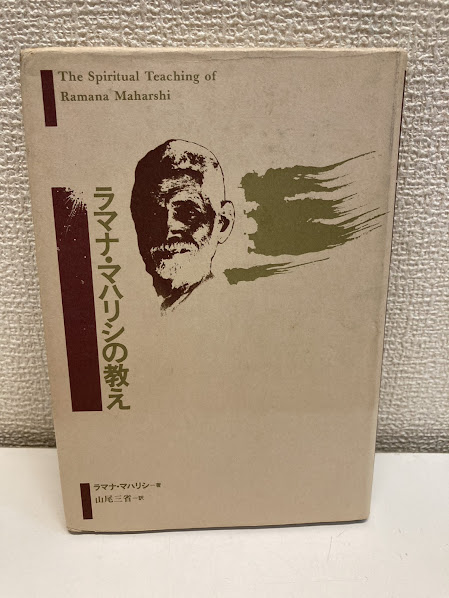 The Spiritual Teaching of
Ramana Maharshi
ラマナ・マハリシの教え
ラマナ・マハリシー著
山尾三省一訳